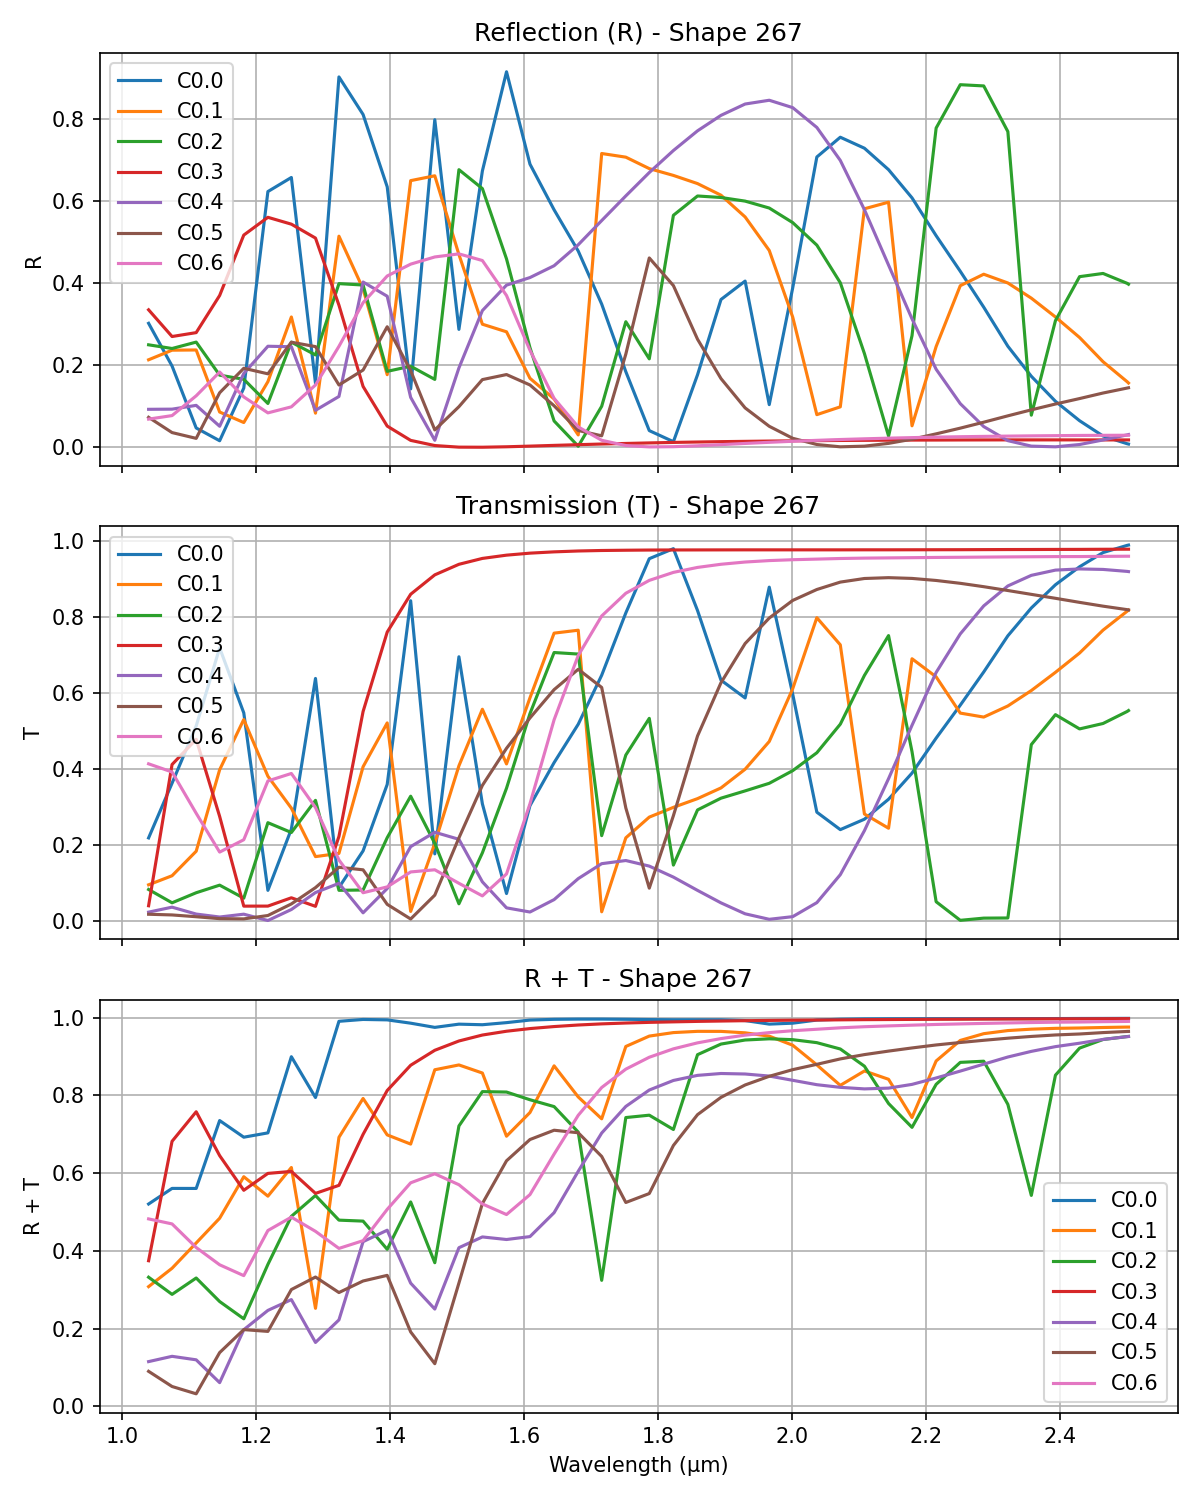 Reflection (R) - Shape 267
R
0.8
0.6
0.4
0.2
0.0
C0.0
C0.1
C0.2
C0.3
C0.4
C0.5
C0.6
Transmission (T) - Shape 267
T
1.0
0.8
0.6
0.4
0.2
0.0
C0.0
C0.1
C0.2
C0.3
C0.4
C0.5
C0.6
R + T - Shape 267
R + T
1.0
0.8
0.6
0.4
0.2
0.0
C0.0
C0.1
C0.2
C0.3
C0.4
C0.5
C0.6
1.0 1.2 1.4 1.6 1.8 2.0 2.2 2.4
Wavelength (μm)